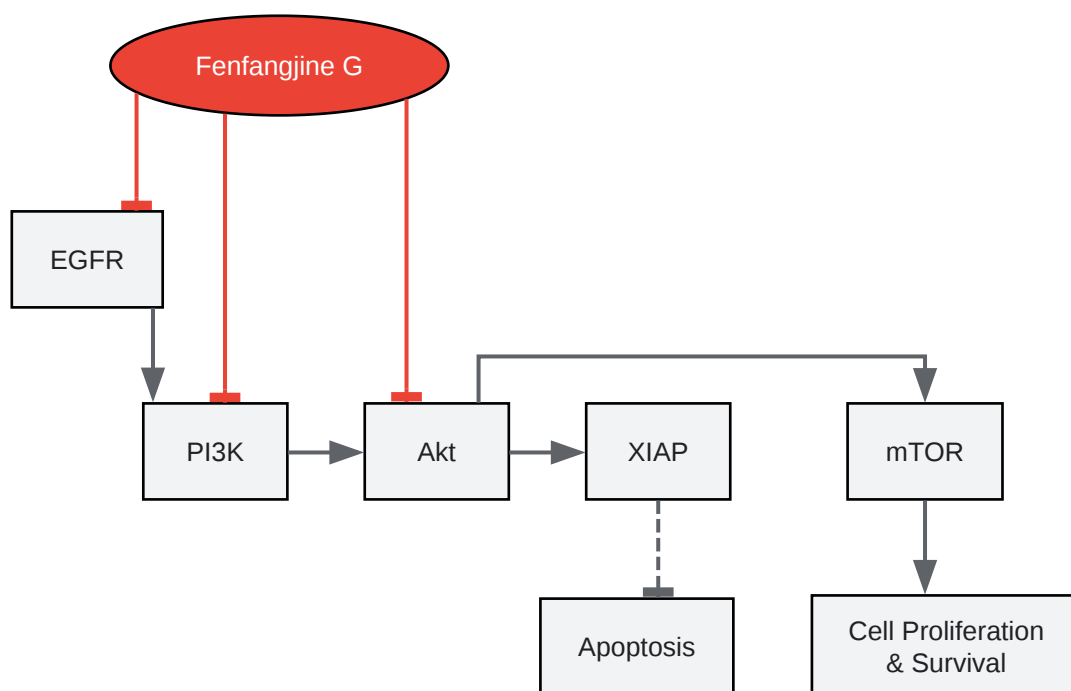 Fenfangjine G
EGFR
PI3K
Akt
XIAP
mTOR
Apoptosis
Cell Proliferation
& Survival